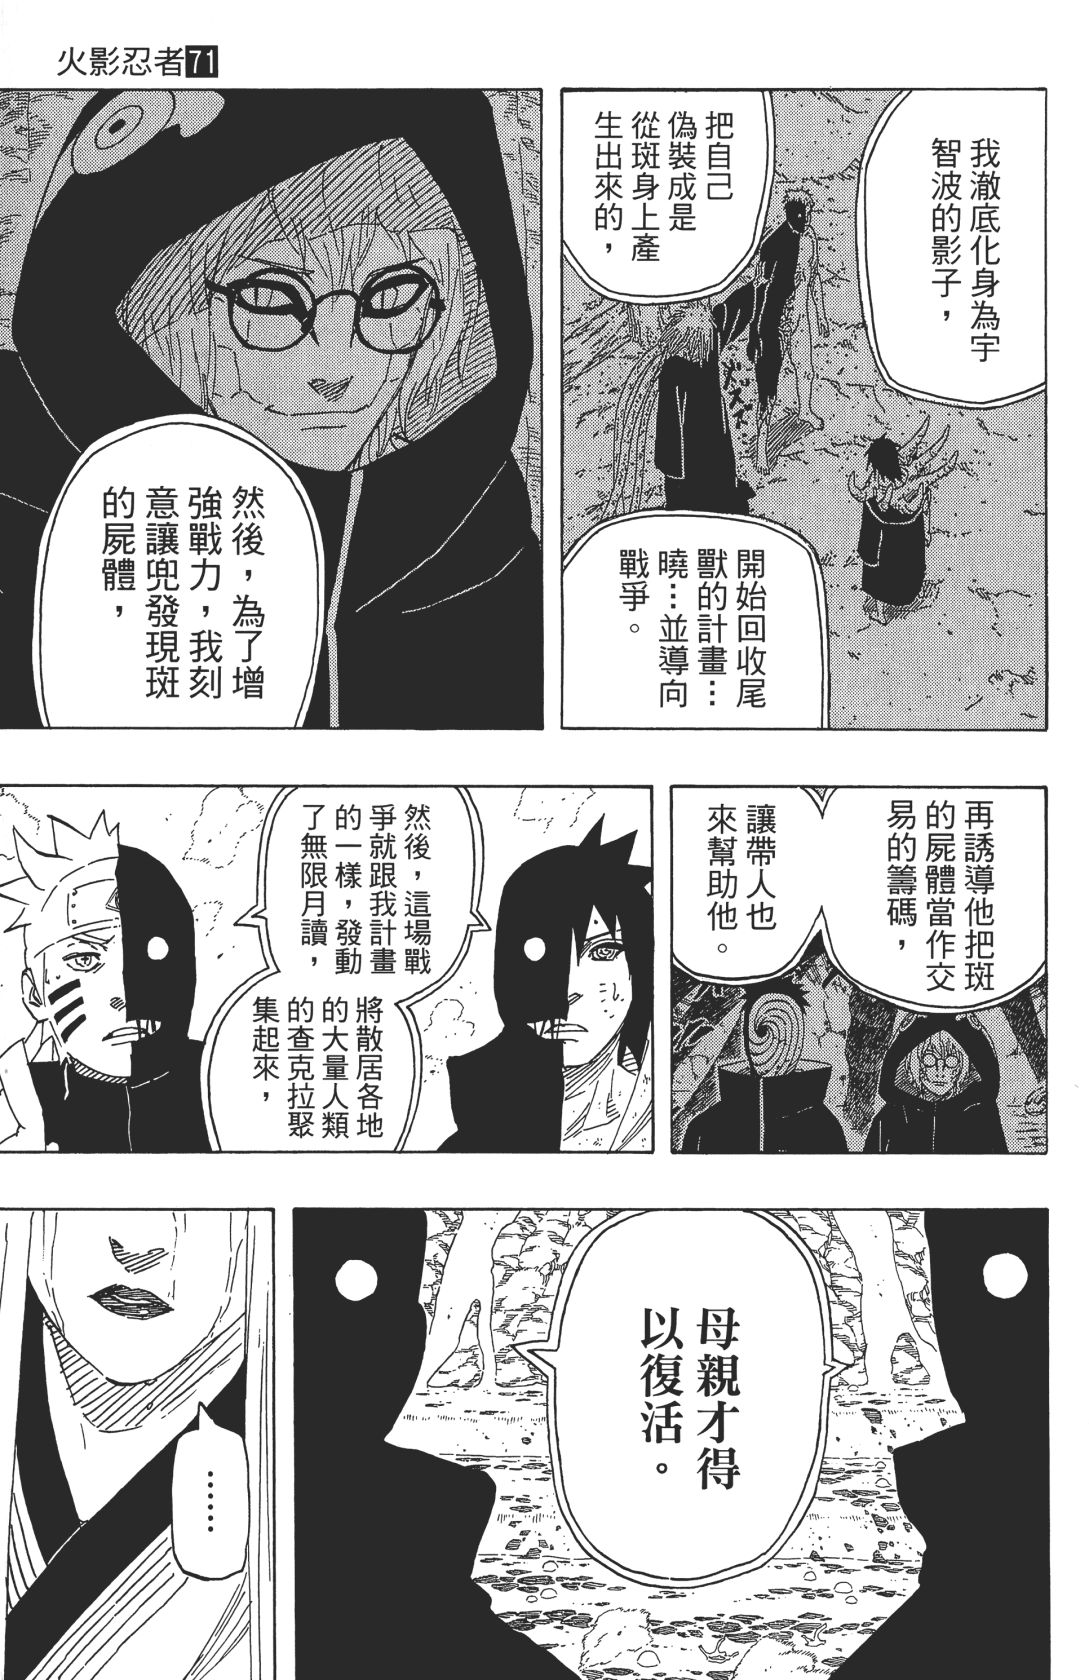 火影忍者71
我澈底化身為宇
智波的影子，
把自己
偽裝成是
從斑身上產
生出來的，
開始回收尾
獸的計畫…
曉…並導向
戰爭。
然後，為了增
強戰力，我刻
意讓兜發現斑
的屍體，
再誘導他把斑
的屍體當作交
易的籌碼，
讓帶人也
來幫助他。
然後，這場戰
爭就跟我計畫
的一樣，發動
了無限月讀，
將散居各地
的大量人類
的查克拉聚
集起來，
母親才得
以復活。
……